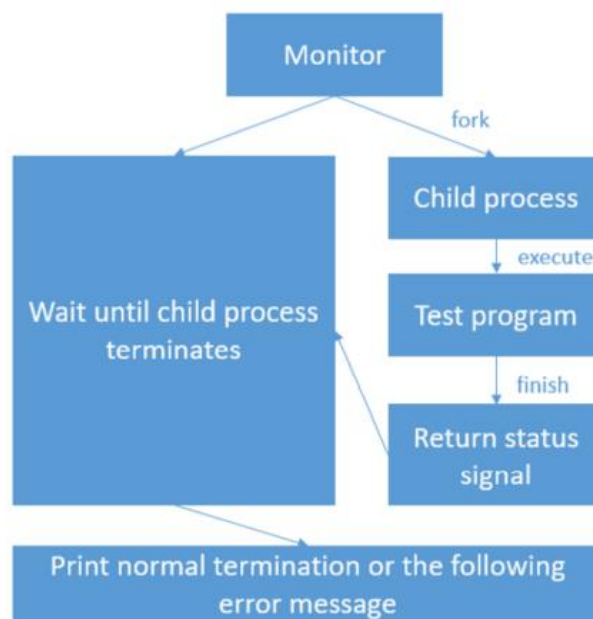 Monitor
fork
Child process
execute
Wait until child process
terminates
Test program
finish
Return status
signal
Print normal termination or the following
error message